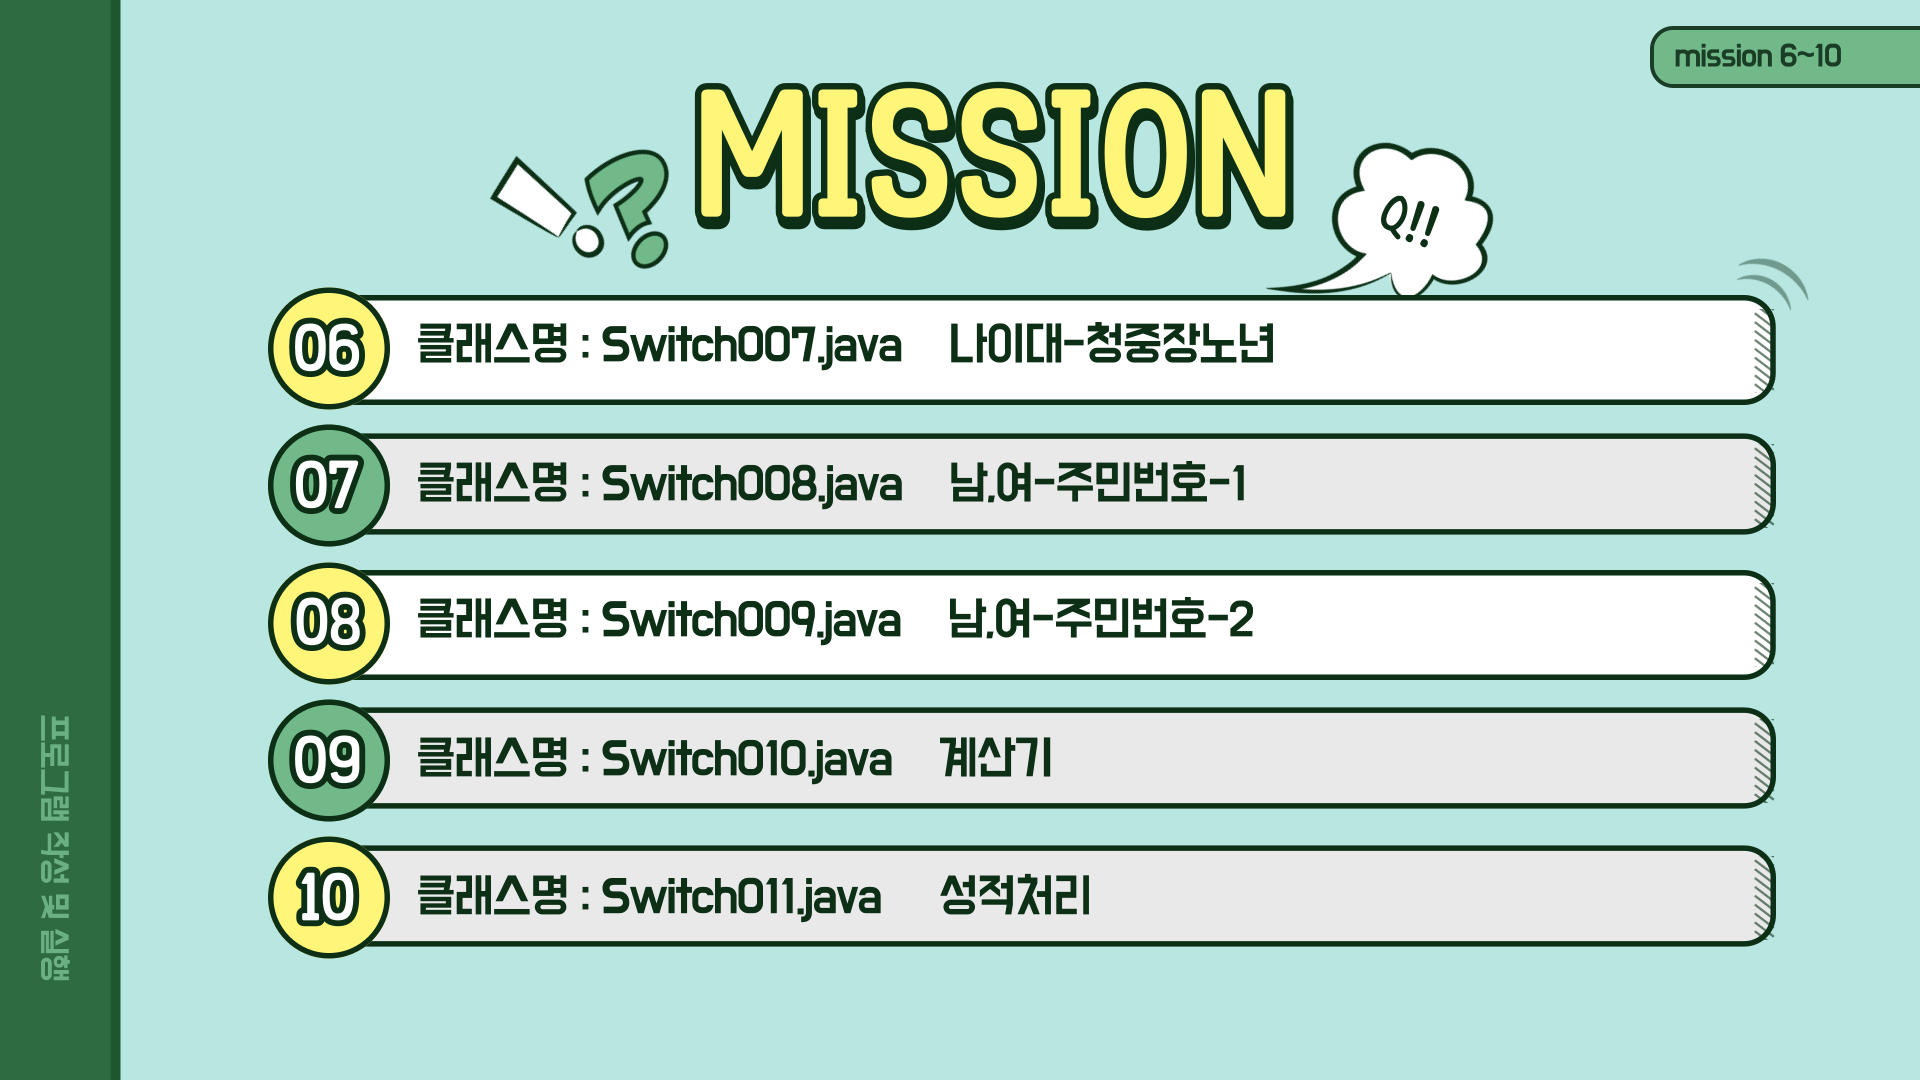 mission 6~10
MISSION
Q!!
06 클래스명 : Switch007.java 나이대-청중장노년
07 클래스명 : Switch008.java 남,여-주민번호-1
08 클래스명 : Switch009.java 남,여-주민번호-2
09 클래스명 : Switch010.java 계산기
10 클래스명 : Switch011.java 성적처리
프로그램 작성 및 실행